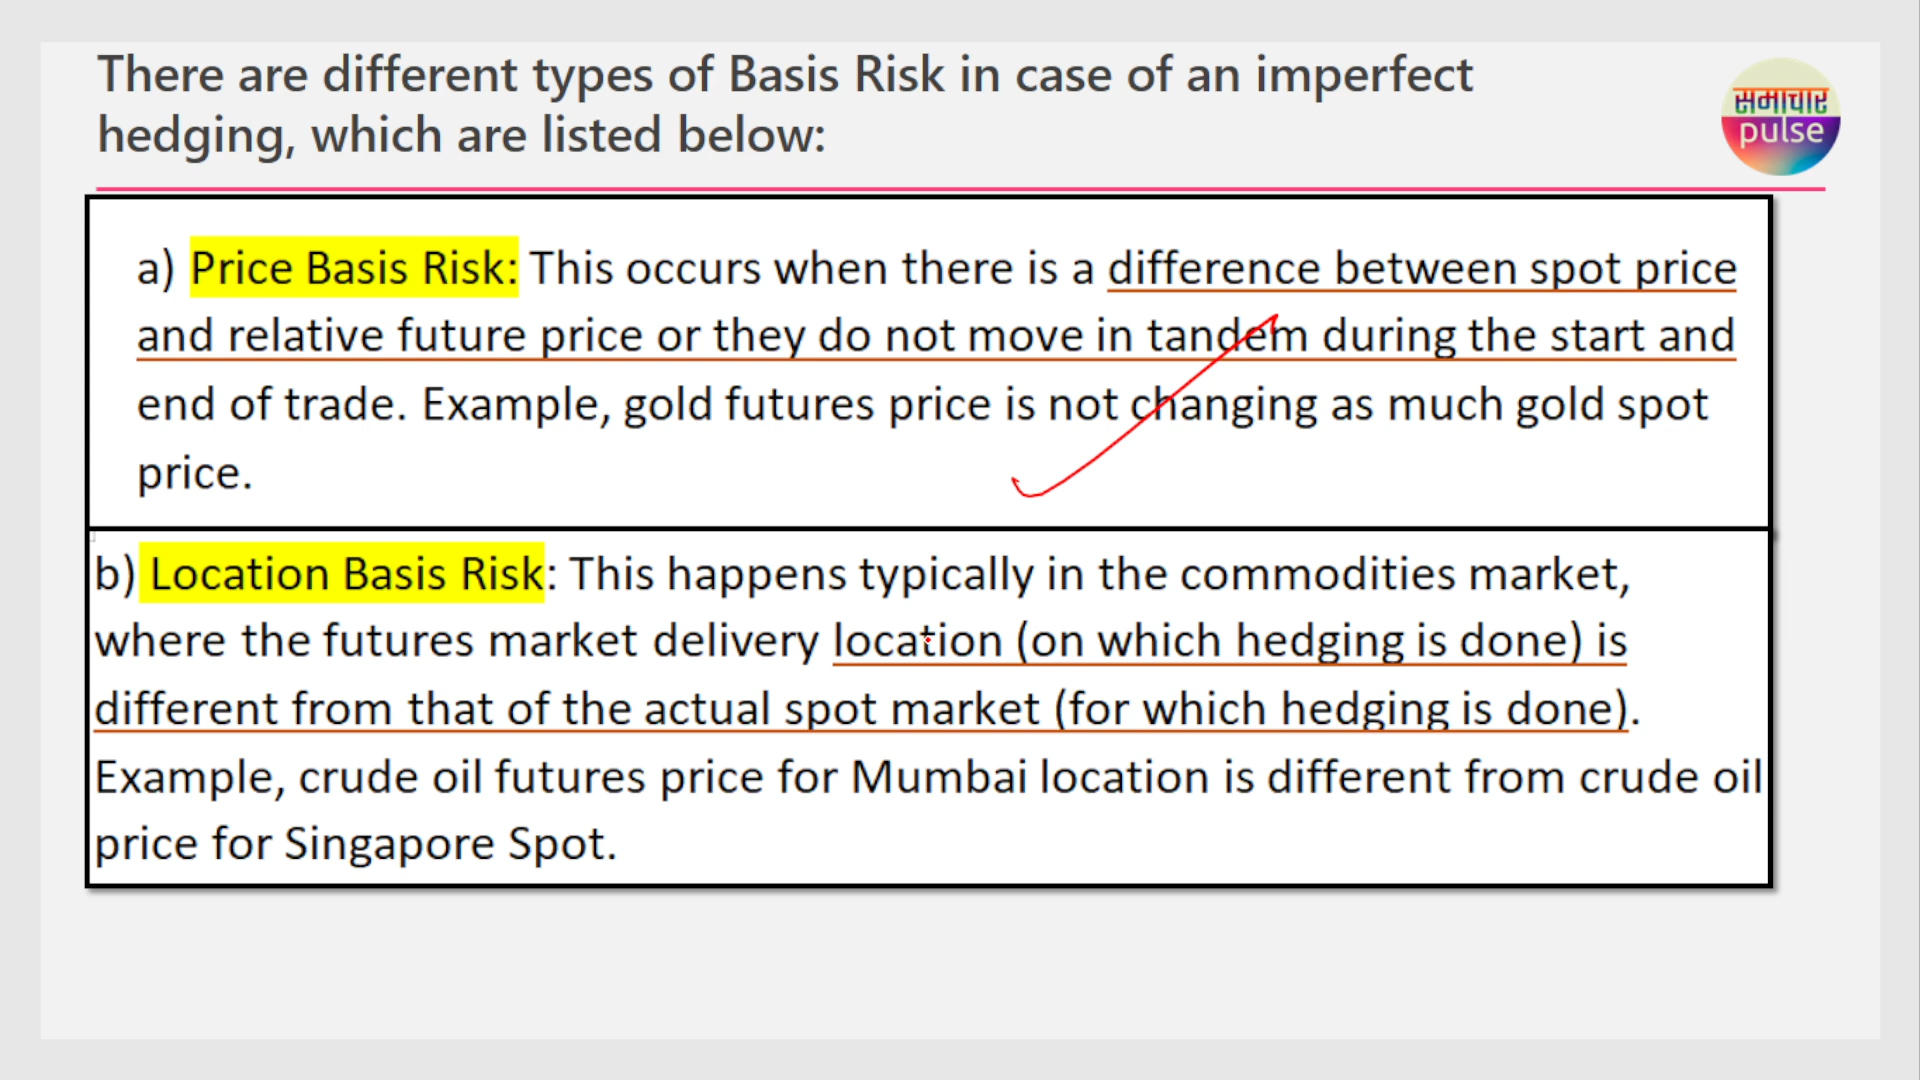 There are different types of Basis Risk in case of an imperfect
hedging, which are listed below:
समाचार
pulse
a) Price Basis Risk: This occurs when there is a difference between spot price
and relative future price or they do not move in tandem during the start and
end of trade. Example, gold futures price is not changing as much gold spot
price.
b) Location Basis Risk: This happens typically in the commodities market,
where the futures market delivery location (on which hedging is done) is
different from that of the actual spot market (for which hedging is done).
Example, crude oil futures price for Mumbai location is different from crude oil
price for Singapore Spot.